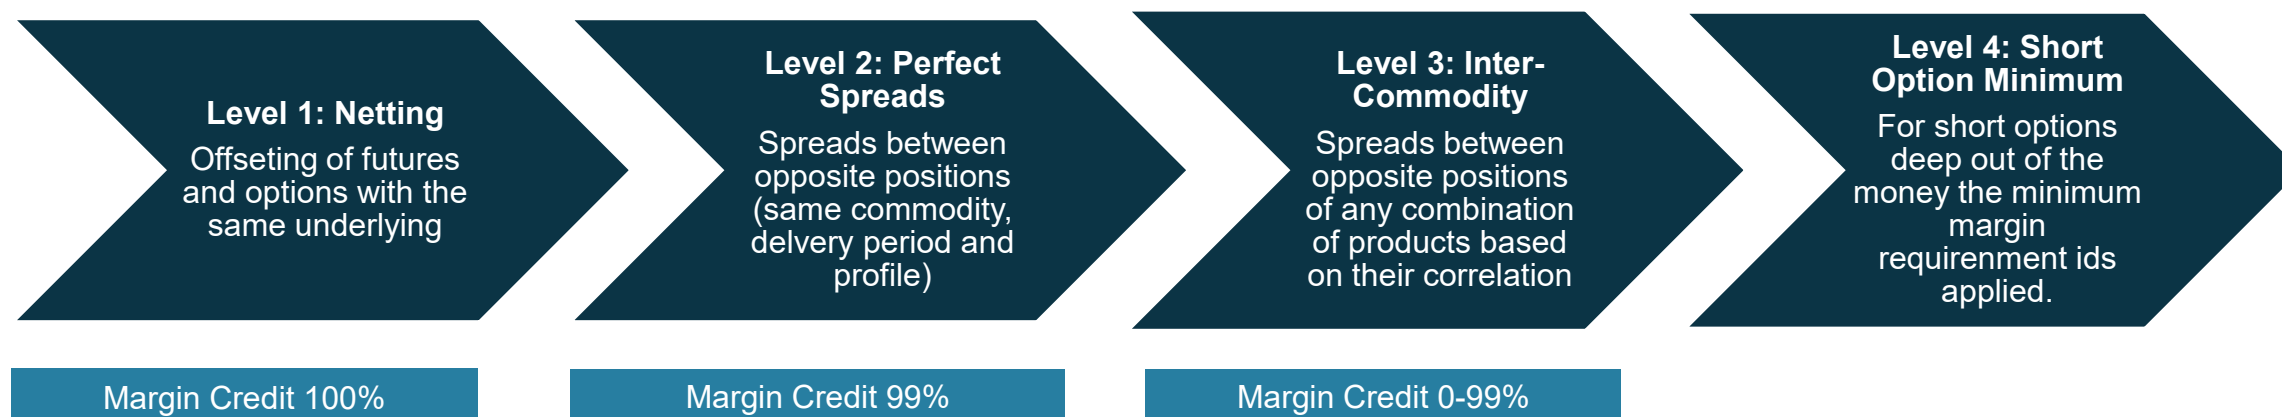 Level 1: Netting
Offseting of futures
and options with the
same underlying
Margin Credit 100%
Level 2: Perfect
Spreads
Spreads between
opposite positions
(same commodity,
delvery period and
profile)
Margin Credit 99%
Level 3: Inter-
Commodity
Spreads between
opposite positions
of any combination
of products based
on their correlation
Margin Credit 0-99%
Level 4: Short
Option Minimum
For short options
deep out of the
money the minimum
margin
requirenment ids
applied.